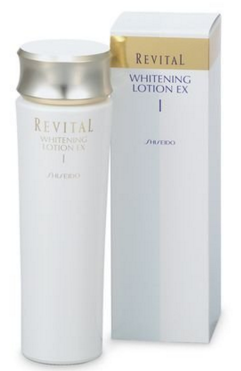 REVITAL
WHITENING
LOTION EX
I
SHISEIDO
REVITAL
WHITENING
LOTION EX
I
SHISEIDO